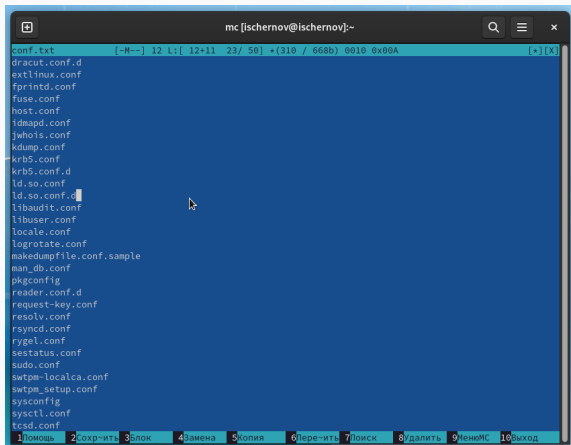 mc [ischernov@ischernov]:~
conf.txt [-M--] 12 L:[ 12+11 23/ 50] *(310 / 668b) 0010 0x00A [*][X]
dracut.conf.d
extlinux.conf
fprintd.conf
fuse.conf
host.conf
idmapd.conf
jwhois.conf
kdump.conf
krb5.conf
krb5.conf.d
ld.so.conf
ld.so.conf.d
libaudit.conf
libuser.conf
locale.conf
logrotate.conf
makedumpfile.conf.sample
man_db.conf
pkgconfig
reader.conf.d
request-key.conf
resolv.conf
rsyncd.conf
rygel.conf
sestatus.conf
sudo.conf
swtpm-localca.conf
swtpm_setup.conf
sysconfig
sysctl.conf
tcsd.conf
1Помощь 2Сохр~ить 3Блок 4Замена 5Копия 6Пере~ить 7Поиск 8Удалить 9МенюMC 10Выход